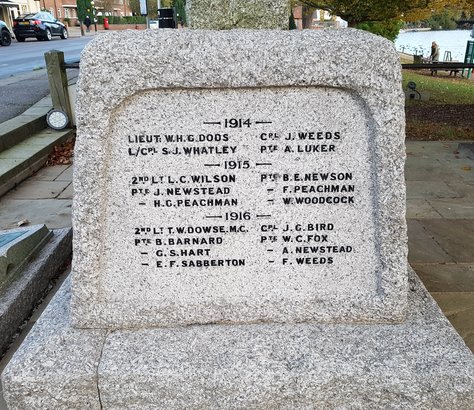 — 1914 —
LIEUT. W.H.G. DODS CPL J. WEEDS
L/CPL S.J. WHATLEY PTE A. LUKER
— 1915 —
2ND LT L.C. WILSON PTE B.E. NEWSON
PTE J. NEWSTEAD - F. PEACHMAN
- H.G. PEACHMAN - W. WOODCOCK
— 1916 —
2ND LT T.W. DOWSE. M.C. CPL J.G. BIRD
PTE B. BARNARD PTE W.C. FOX
- G.S. HART - A. NEWSTEAD
- E.F. SABBERTON - F. WEEDS